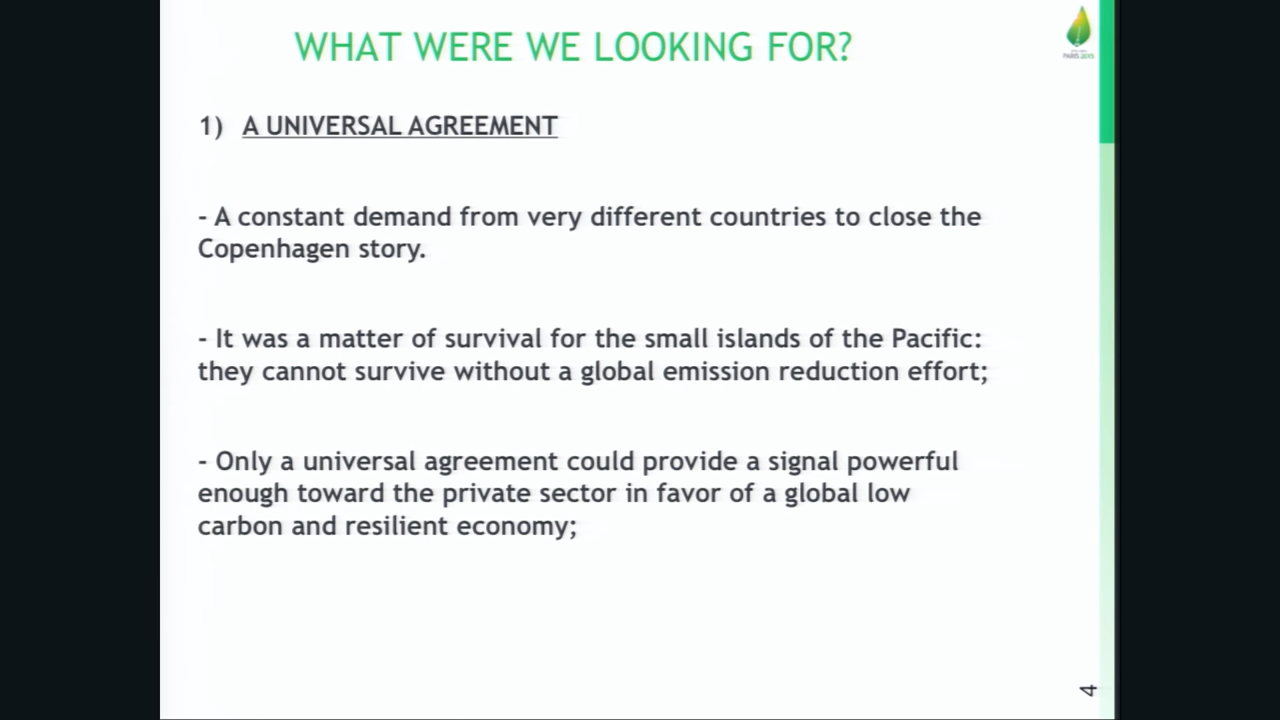 WHAT WERE WE LOOKING FOR?
PARIS 2015
1) A UNIVERSAL AGREEMENT
- A constant demand from very different countries to close the
Copenhagen story.
- It was a matter of survival for the small islands of the Pacific:
they cannot survive without a global emission reduction effort;
- Only a universal agreement could provide a signal powerful
enough toward the private sector in favor of a global low
carbon and resilient economy;
4